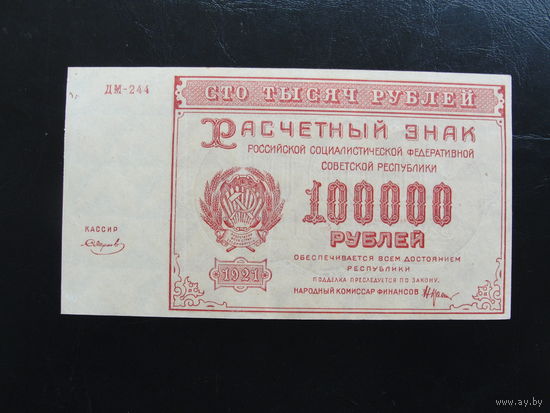 ДМ-244
СТО ТЫСЯЧ РУБЛЕЙ
РАСЧЕТНЫЙ ЗНАК
РОССИЙСКОЙ СОЦИАЛИСТИЧЕСКОЙ ФЕДЕРАТИВНОЙ
СОВЕТСКОЙ РЕСПУБЛИКИ
100000
РУБЛЕЙ
КАССИР
1921
ОБЕСПЕЧИВАЕТСЯ ВСЕМ ДОСТОЯНИЕМ
РЕСПУБЛИКИ
ПОДДЕЛКА ПРЕСЛЕДУЕТСЯ ПО ЗАКОНУ.
НАРОДНЫЙ КОМИССАР ФИНАНСОВ
www.ay.by